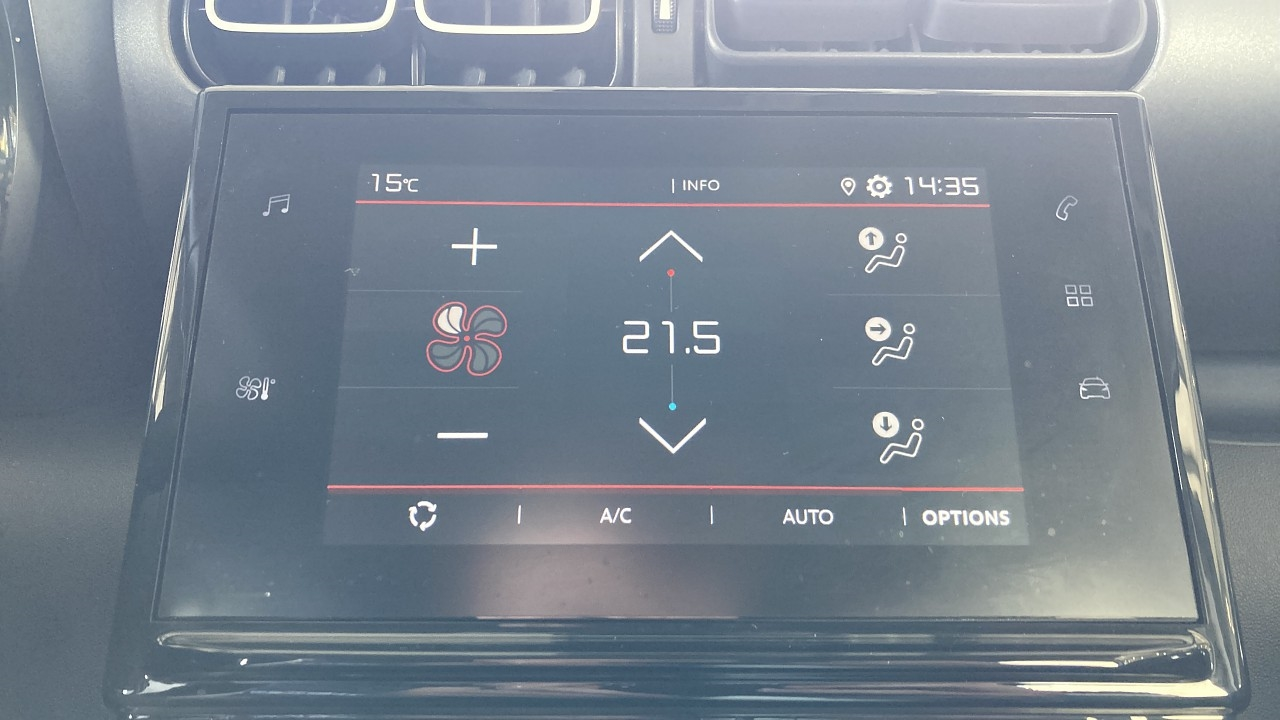 15°C | INFO 14:35
21.5
| A/C | AUTO | OPTIONS